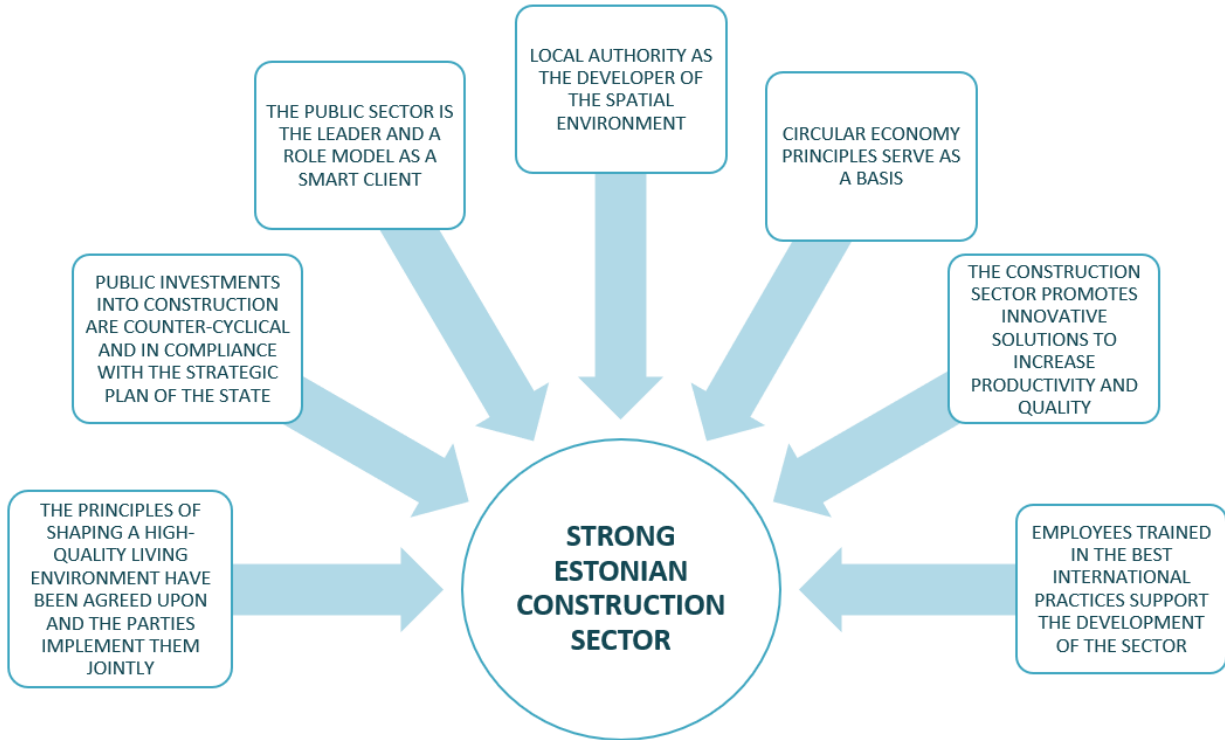 LOCAL AUTHORITY AS
THE DEVELOPER OF
THE SPATIAL
ENVIRONMENT
THE PUBLIC SECTOR IS
THE LEADER AND A
ROLE MODEL AS A
SMART CLIENT
CIRCULAR ECONOMY
PRINCIPLES SERVE AS
A BASIS
PUBLIC INVESTMENTS
INTO CONSTRUCTION
ARE COUNTER-CYCLICAL
AND IN COMPLIANCE
WITH THE STRATEGIC
PLAN OF THE STATE
THE CONSTRUCTION
SECTOR PROMOTES
INNOVATIVE
SOLUTIONS TO
INCREASE
PRODUCTIVITY AND
QUALITY
THE PRINCIPLES OF
SHAPING A HIGH-
QUALITY LIVING
ENVIRONMENT HAVE
BEEN AGREED UPON
AND THE PARTIES
IMPLEMENT THEM
JOINTLY
STRONG
ESTONIAN
CONSTRUCTION
SECTOR
EMPLOYEES TRAINED
IN THE BEST
INTERNATIONAL
PRACTICES SUPPORT
THE DEVELOPMENT
OF THE SECTOR